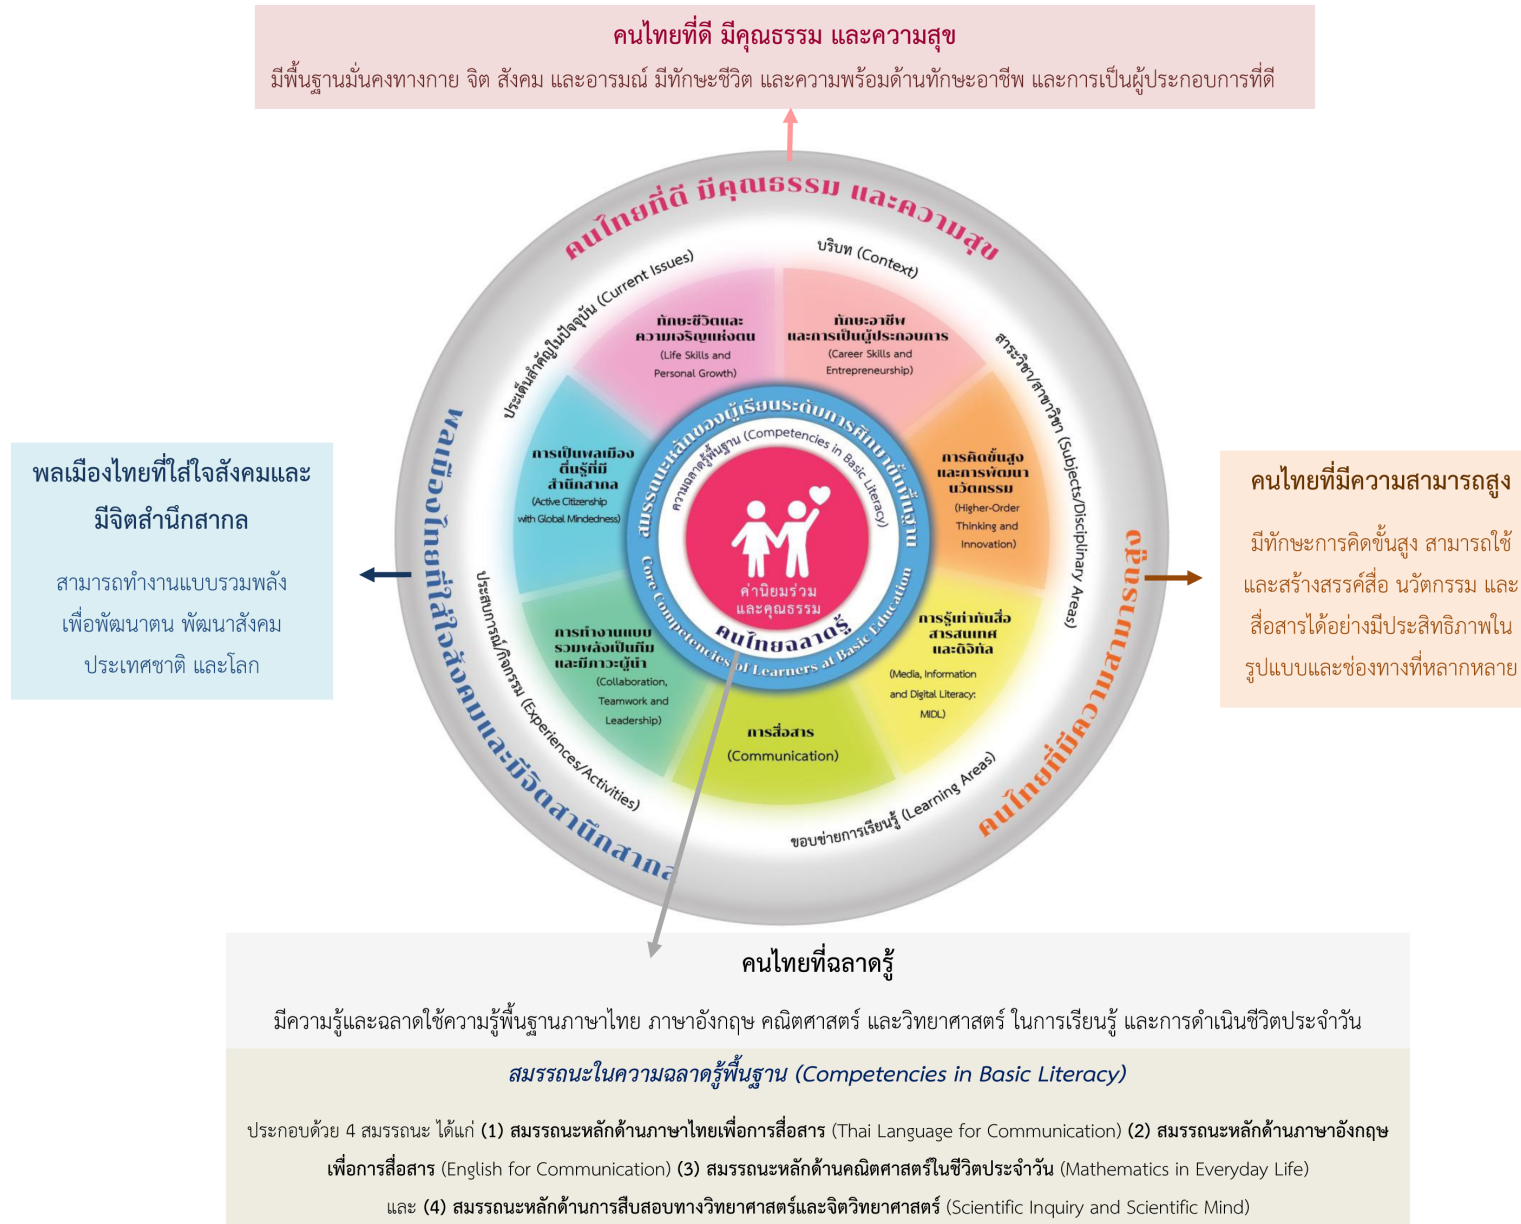 คนไทยที่ดี มีคุณธรรม และความสุข
มีพื้นฐานมั่นคงทางกาย จิต สังคม และอารมณ์ มีทักษะชีวิต และความพร้อมด้านทักษะอาชีพ และการเป็นผู้ประกอบการที่ดี
คนไทยที่ดี มีคุณธรรม และความสุข
ประเด็นสำคัญในปัจจุบัน (Current Issues)
บริบท (Context)
สาระวิชา/สาขาวิชา (Subjects/Disciplinary Areas)
ขอบข่ายการเรียนรู้ (Learning Areas)
ประสบการณ์/กิจกรรม (Experiences/Activities)
พลเมืองไทยที่ใส่ใจสังคมและมีจิตสำนึกสากล
คนไทยที่มีความสามารถสูง
ทักษะชีวิตและ
ความเจริญแห่งตน
(Life Skills and
Personal Growth)
ทักษะอาชีพ
และการเป็นผู้ประกอบการ
(Career Skills and
Entrepreneurship)
การคิดขั้นสูง
และการพัฒนา
นวัตกรรม
(Higher-Order
Thinking and
Innovation)
การรู้เท่าทันสื่อ
สารสนเทศ
และดิจิทัล
(Media, Information
and Digital Literacy:
MIDL)
การสื่อสาร
(Communication)
การทำงานแบบ
รวมพลังเป็นทีม
และมีภาวะผู้นำ
(Collaboration,
Teamwork and
Leadership)
การเป็นพลเมือง
ตื่นรู้ที่มี
สำนึกสากล
(Active Citizenship
with Global Mindedness)
สมรรถนะหลักของผู้เรียนระดับการศึกษาขั้นพื้นฐาน
Core Competencies of Learners at Basic Education
ความฉลาดรู้พื้นฐาน (Competencies in Basic Literacy)
ค่านิยมร่วม
และคุณธรรม
คนไทยฉลาดรู้
พลเมืองไทยที่ใส่ใจสังคมและ
มีจิตสำนึกสากล
สามารถทำงานแบบรวมพลัง
เพื่อพัฒนาตน พัฒนาสังคม
ประเทศชาติ และโลก
คนไทยที่มีความสามารถสูง
มีทักษะการคิดขั้นสูง สามารถใช้
และสร้างสรรค์สื่อ นวัตกรรม และ
สื่อสารได้อย่างมีประสิทธิภาพใน
รูปแบบและช่องทางที่หลากหลาย
คนไทยที่ฉลาดรู้
มีความรู้และฉลาดใช้ความรู้พื้นฐานภาษาไทย ภาษาอังกฤษ คณิตศาสตร์ และวิทยาศาสตร์ ในการเรียนรู้ และการดำเนินชีวิตประจำวัน
สมรรถนะในความฉลาดรู้พื้นฐาน (Competencies in Basic Literacy)
ประกอบด้วย 4 สมรรถนะ ได้แก่ (1) สมรรถนะหลักด้านภาษาไทยเพื่อการสื่อสาร (Thai Language for Communication) (2) สมรรถนะหลักด้านภาษาอังกฤษ
เพื่อการสื่อสาร (English for Communication) (3) สมรรถนะหลักด้านคณิตศาสตร์ในชีวิตประจำวัน (Mathematics in Everyday Life)
และ (4) สมรรถนะหลักด้านการสืบสอบทางวิทยาศาสตร์และจิตวิทยาศาสตร์ (Scientific Inquiry and Scientific Mind)